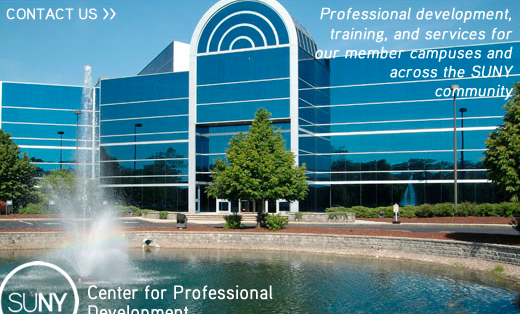 CONTACT US >>
Professional development,
training, and services for
our member campuses and
across the SUNY
community
SUNY
Center for Professional
Development